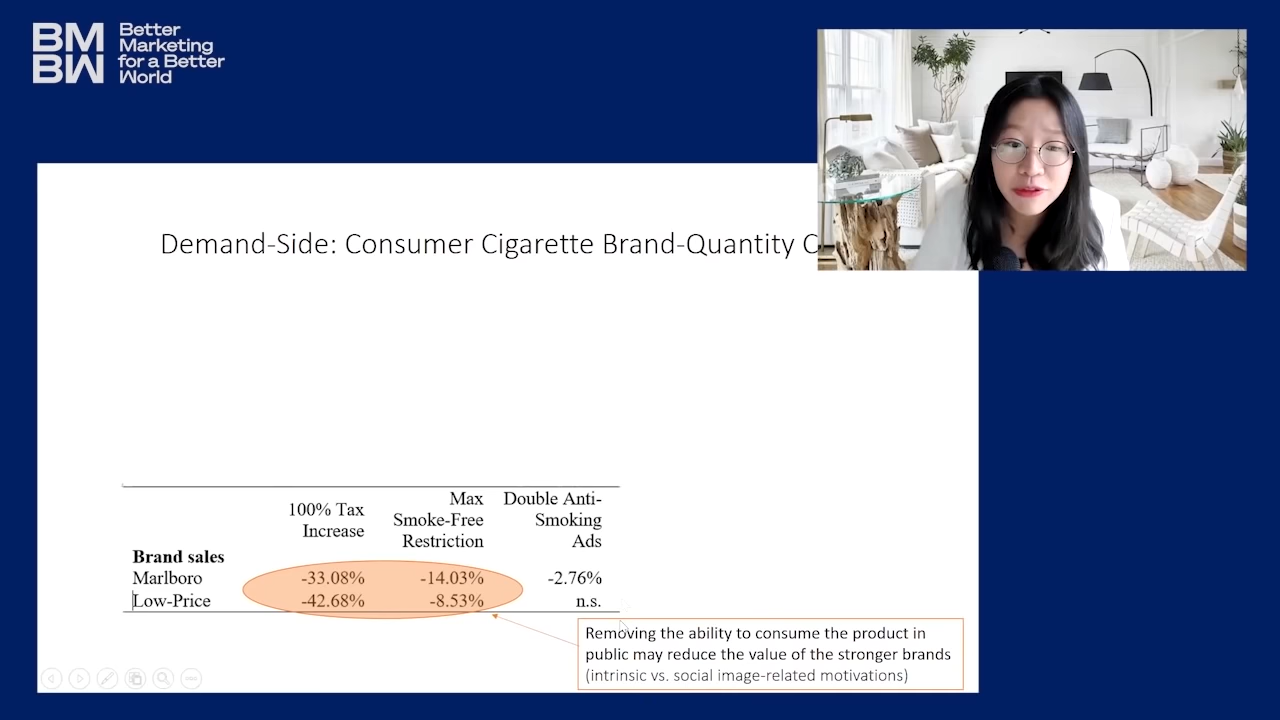 BM
BW
Better
Marketing
for a Better
World
Demand-Side: Consumer Cigarette Brand-Quantity
100% Tax
Increase
Max
Smoke-Free
Restriction
Double Anti-
Smoking
Ads
Brand sales
Marlboro -33.08% -14.03% -2.76%
Low-Price -42.68% -8.53% n.s.
Removing the ability to consume the product in
public may reduce the value of the stronger brands
(intrinsic vs. social image-related motivations)